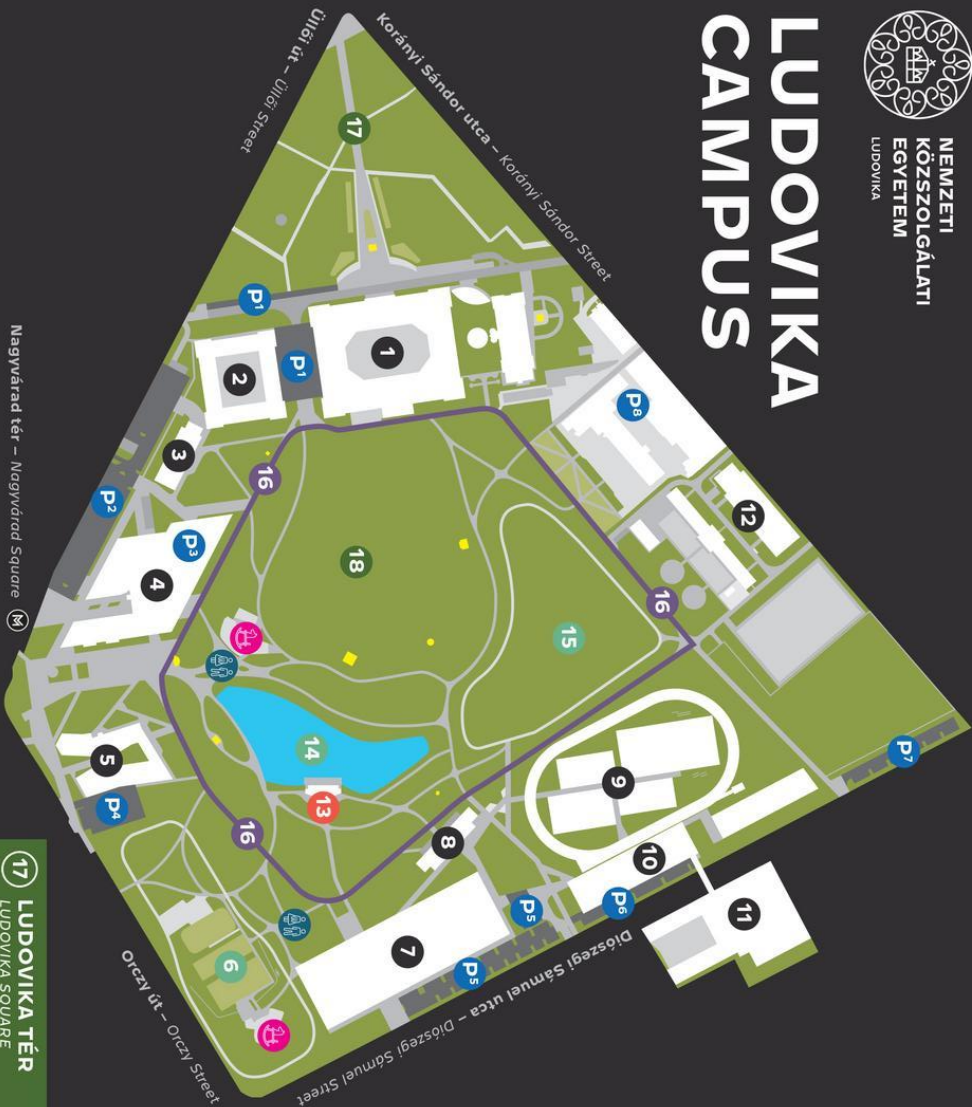 NEMZETI
KÖZSZOLGÁLATI
EGYETEM
LUDOVIKA
LUDOVIKA
CAMPUS
Üllői út – Üllői Street
Korányi Sándor utca – Korányi Sándor Street
Nagyvárad tér – Nagyvárad Square M
Orczy út – Orczy Street
Diószegi Sámuel utca – Diószegi Sámuel Street
17
P1
P1
1
2
3
P2
P3
4
16
18
P8
12
16
15
14
13
5
P4
16
8
9
10
P7
11
P6
P5
P5
7
6
17 LUDOVIKA TÉR
LUDOVIKA SQUARE